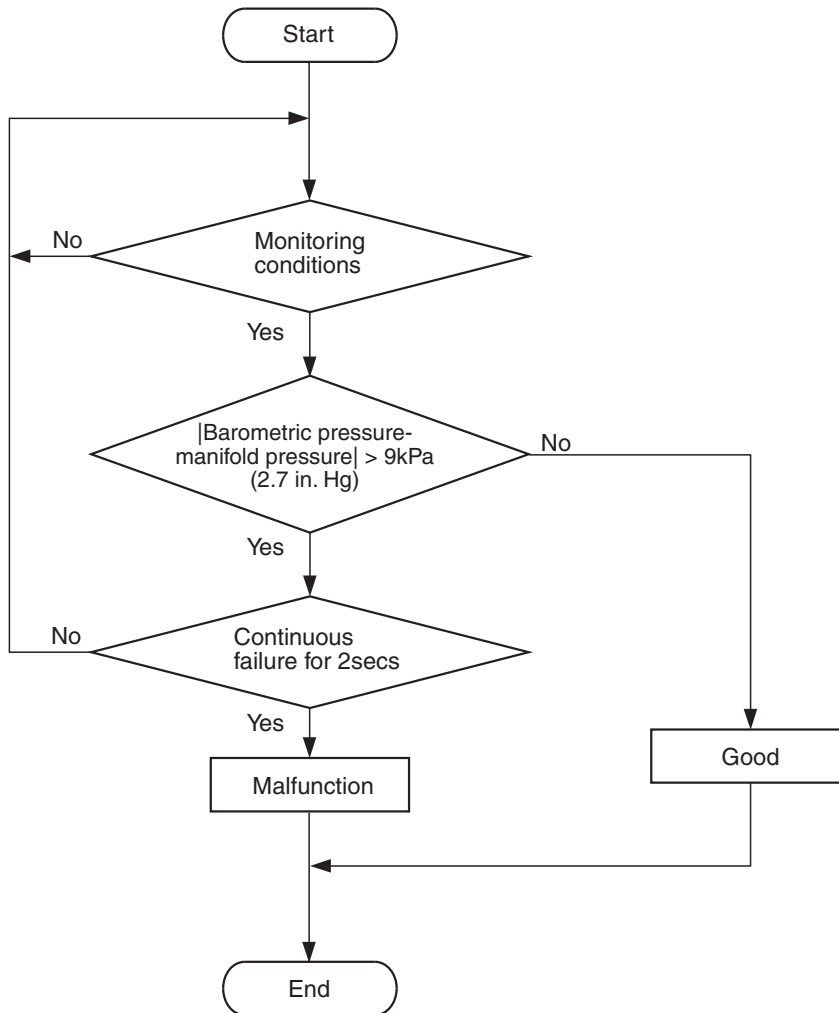 Start
No
Monitoring
conditions
Yes
|Barometric pressure-
manifold pressure| > 9kPa
(2.7 in. Hg)
No
Yes
No
Continuous
failure for 2secs
Yes
Malfunction
Good
End